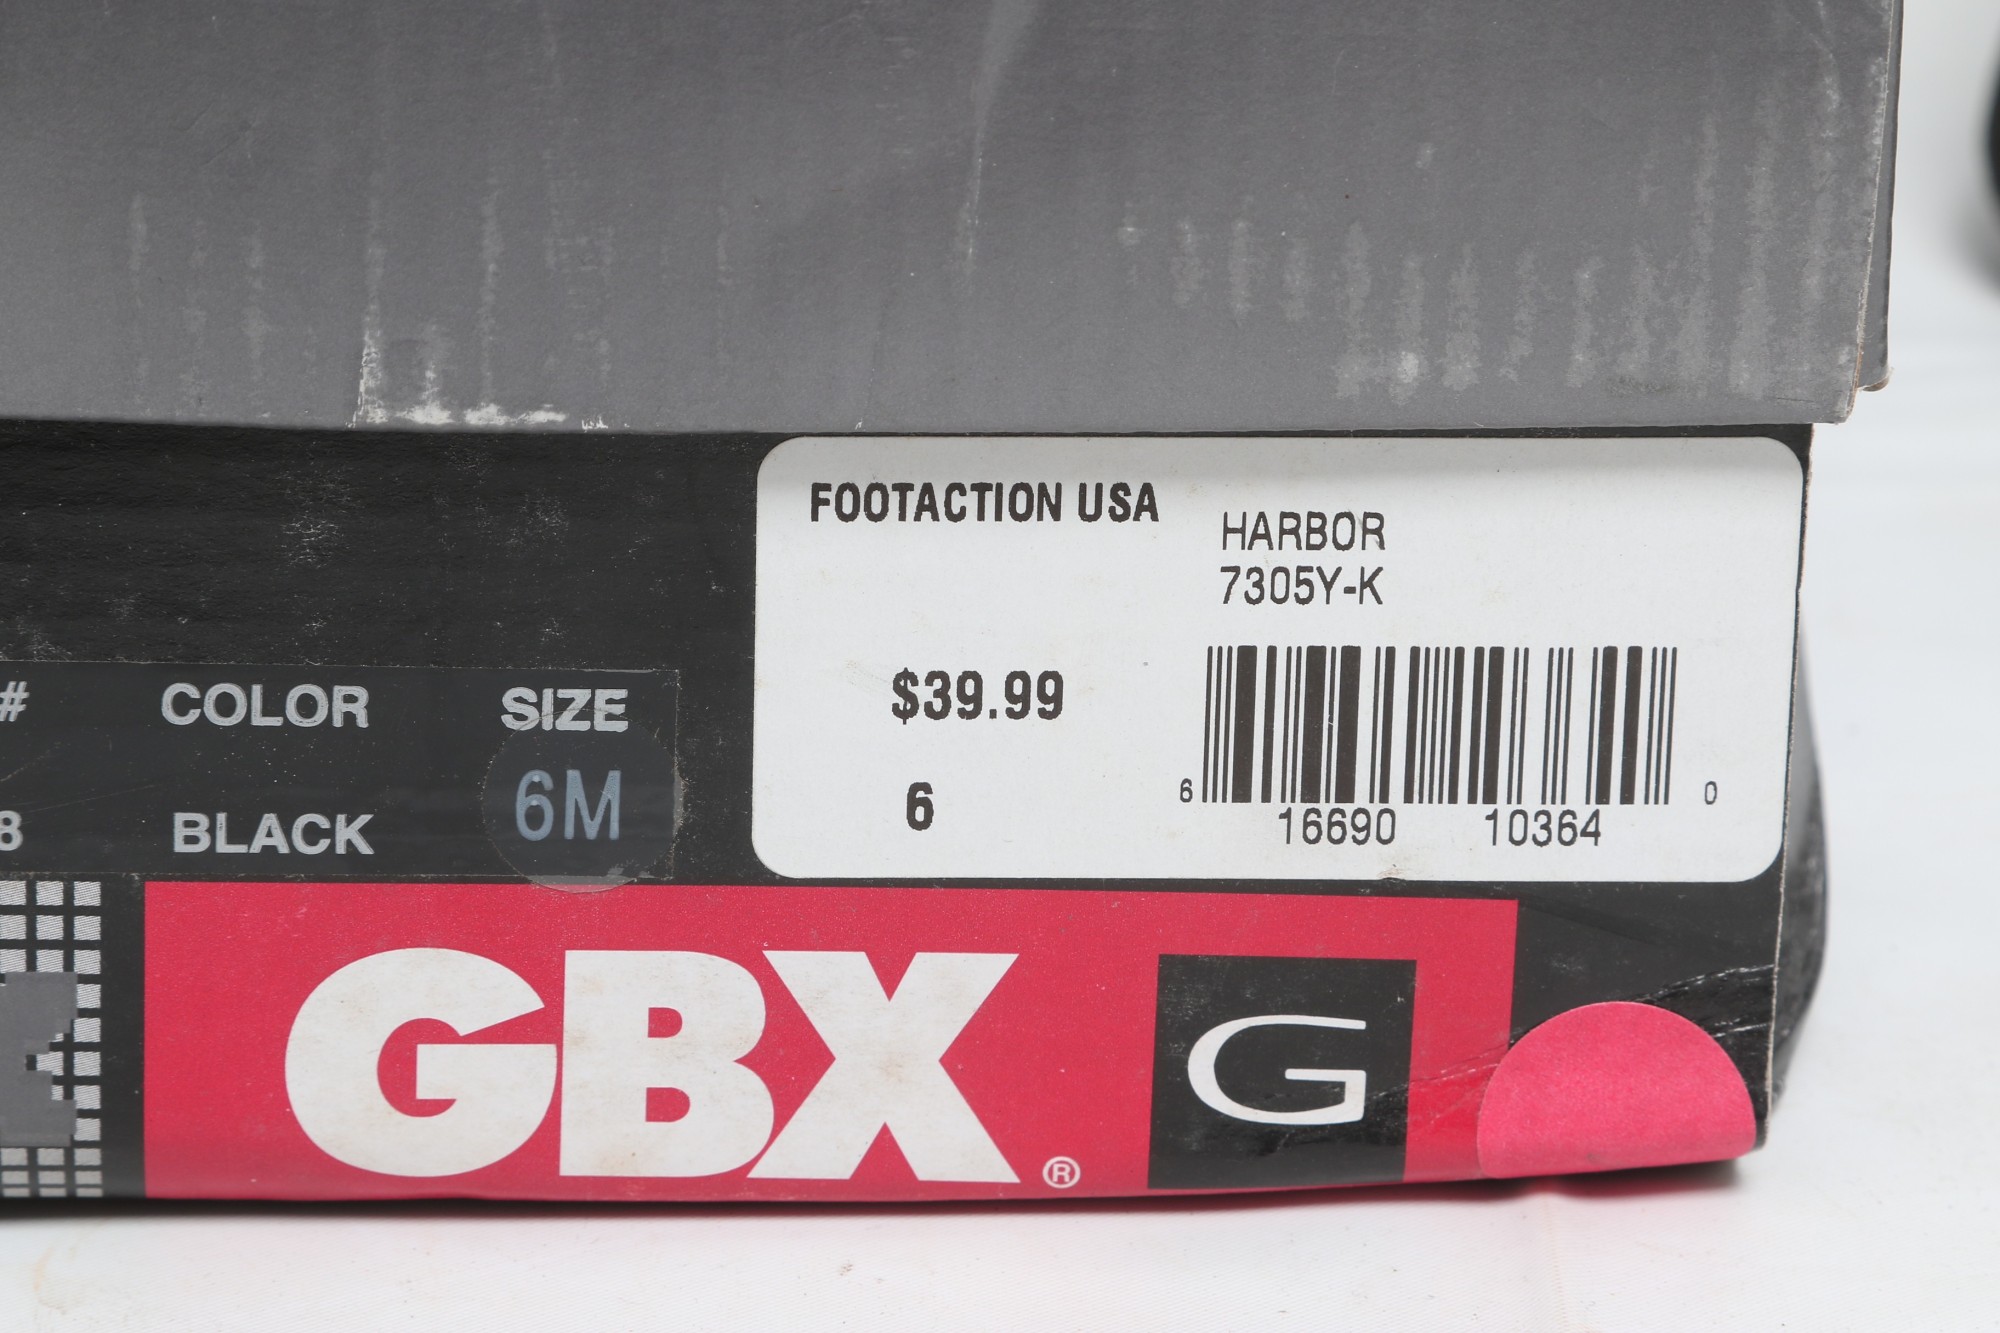 FOOTACTION USA
HARBOR
7305Y-K
$39.99
6
6 16690 10364 0
# COLOR SIZE
8 BLACK 6M
GBX® G